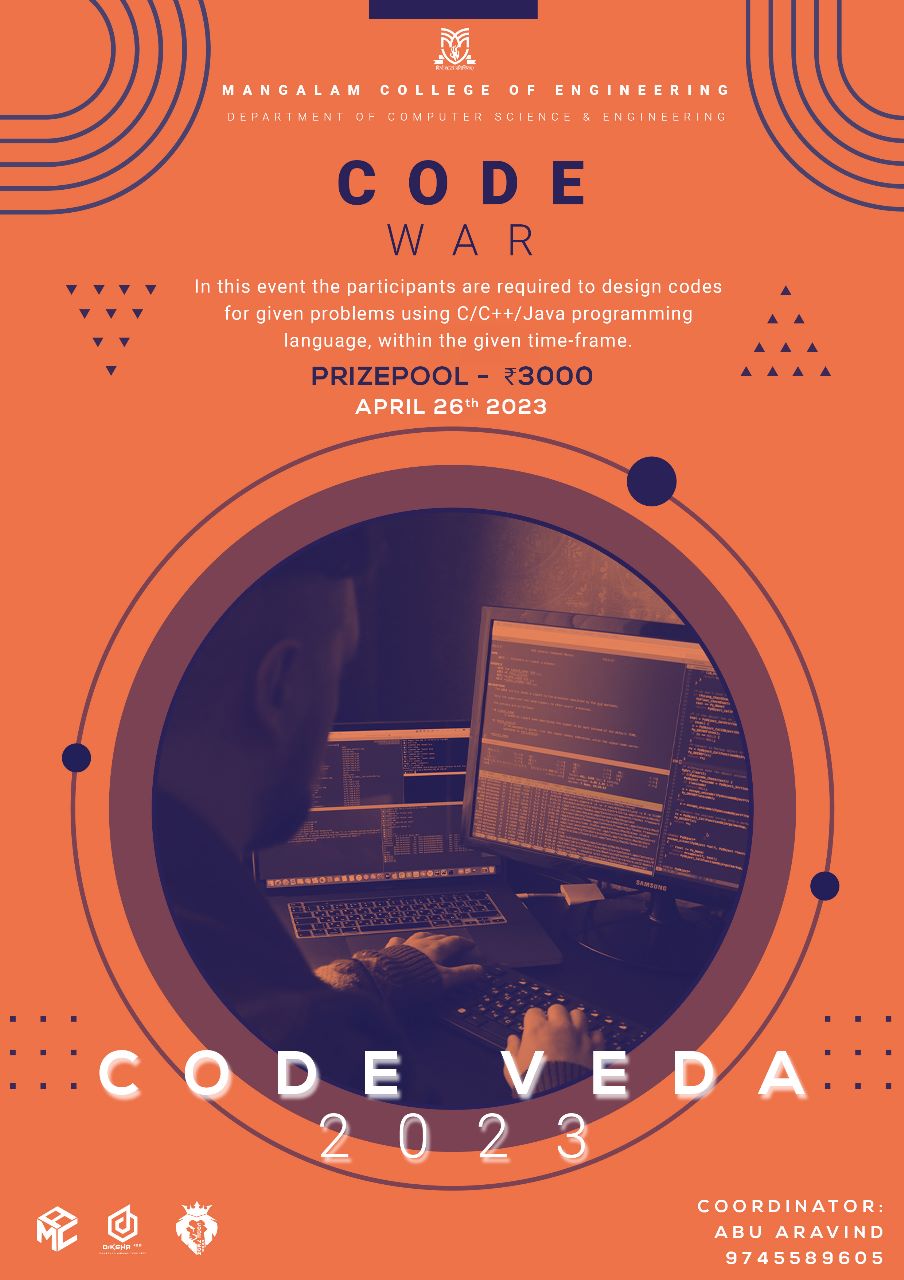 MANGALAM COLLEGE OF ENGINEERING
DEPARTMENT OF COMPUTER SCIENCE & ENGINEERING
CODE
WAR
In this event the participants are required to design codes
for given problems using C/C++/Java programming
language, within the given time-frame.
PRIZEPOOL - ₹3000
APRIL 26th 2023
SAMSUNG
CODE VEDA
2023
COORDINATOR:
ABU ARAVIND
9745589605